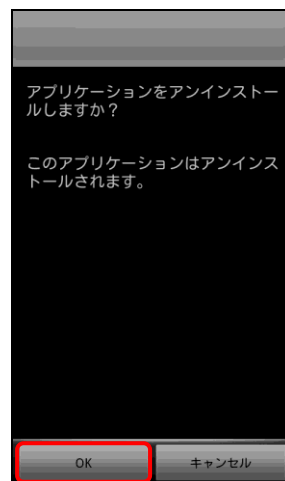 アプリケーションをアンインストー
ルしますか？
このアプリケーションはアンインス
トールされます。
OK
キャンセル